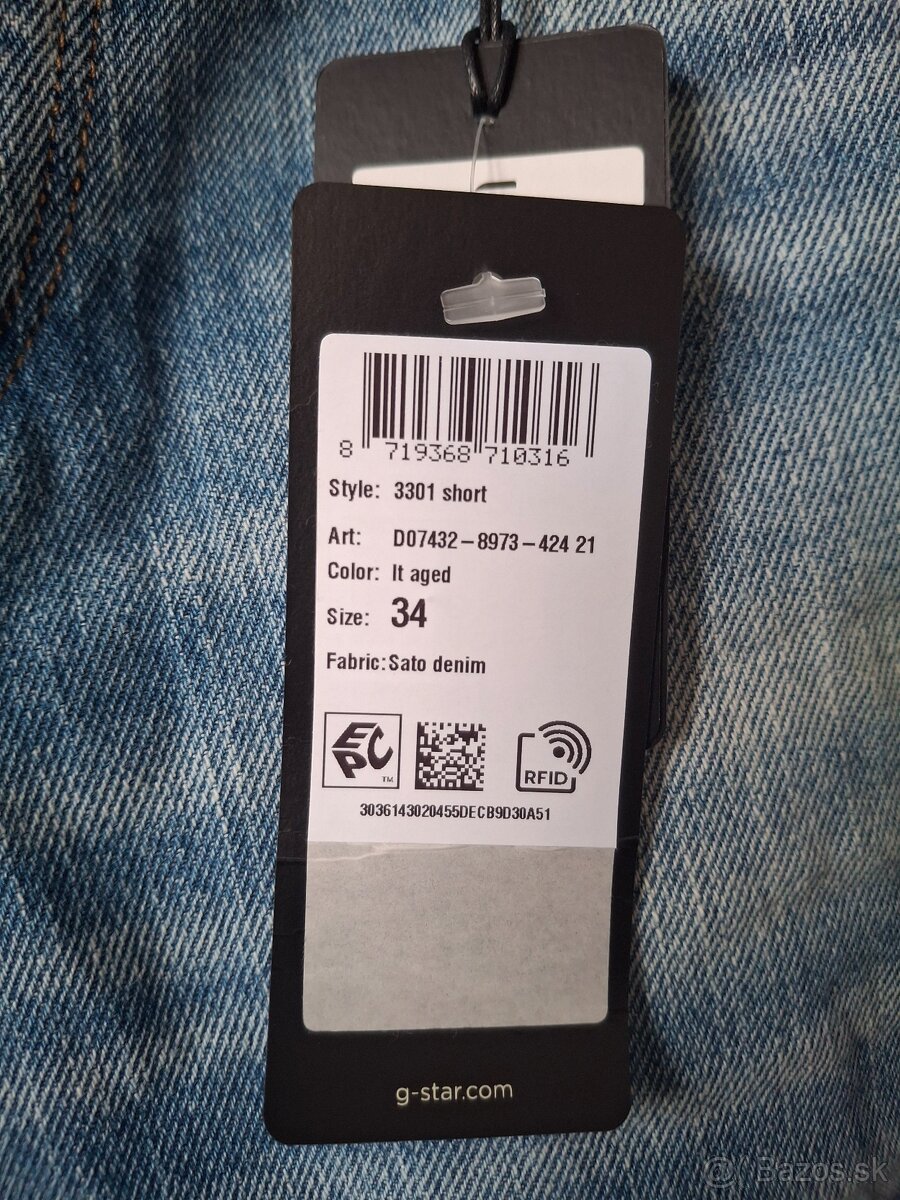 8 719368 710316
Style: 3301 short
Art: D07432-8973-424 21
Color: lt aged
Size: 34
Fabric: Sato denim
EPC TM
RFID
3036143020455DECB9D30A51
g-star.com
@ Bazos.sk